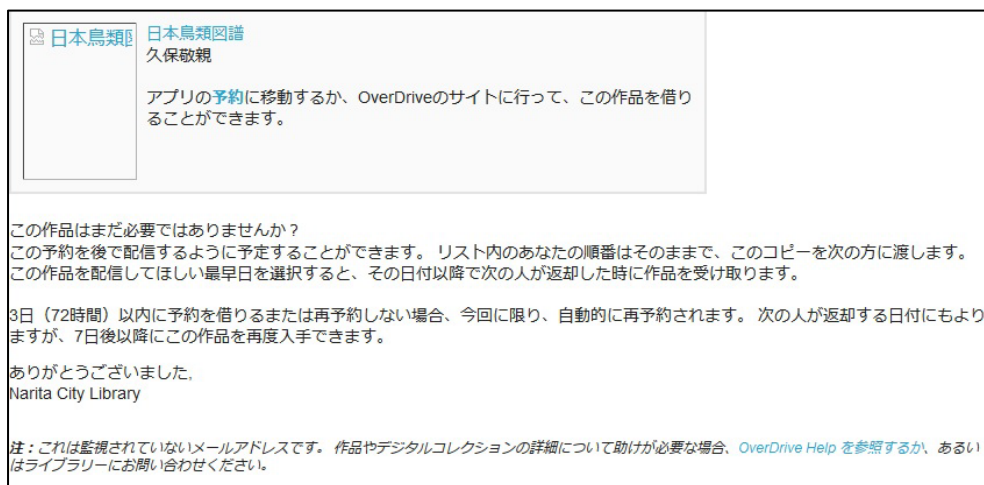 日本鳥類
日本鳥類図譜
久保敬親
アプリの予約に移動するか、OverDriveのサイトに行って、この作品を借り
ることができます。
この作品はまだ必要ではありませんか？
この予約を後で配信するように予定することができます。 リスト内のあなたの順番はそのままで、このコピーを次の方に渡します。
この作品を配信してほしい最早日を選択すると、その日付以降で次の人が返却した時に作品を受け取ります。
3日（72時間）以内に予約を借りるまたは再予約しない場合、今回に限り、自動的に再予約されます。 次の人が返却する日付にもより
ますが、7日後以降にこの作品を再度入手できます。
ありがとうございました,
Narita City Library
注：これは監視されていないメールアドレスです。 作品やデジタルコレクションの詳細について助けが必要な場合、OverDrive Help を参照するか、あるい
はライブラリーにお問い合わせください。